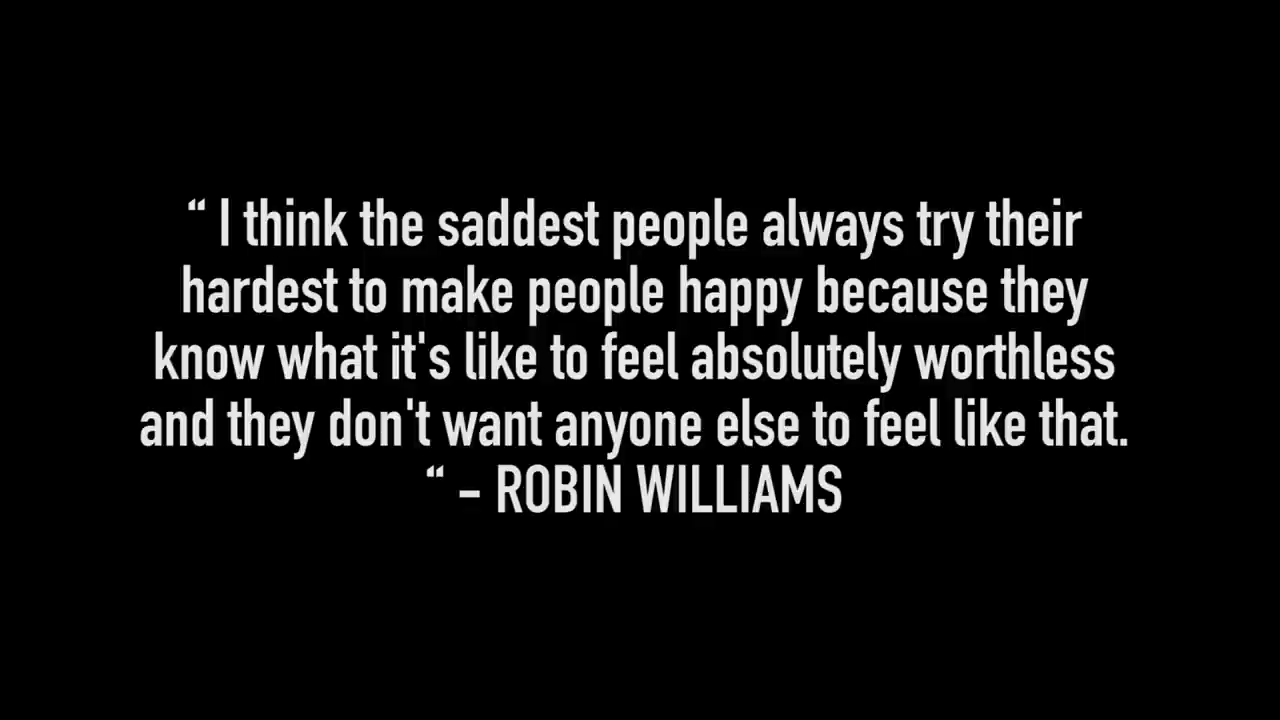 “ I think the saddest people always try their
hardest to make people happy because they
know what it's like to feel absolutely worthless
and they don't want anyone else to feel like that.
“ – ROBIN WILLIAMS